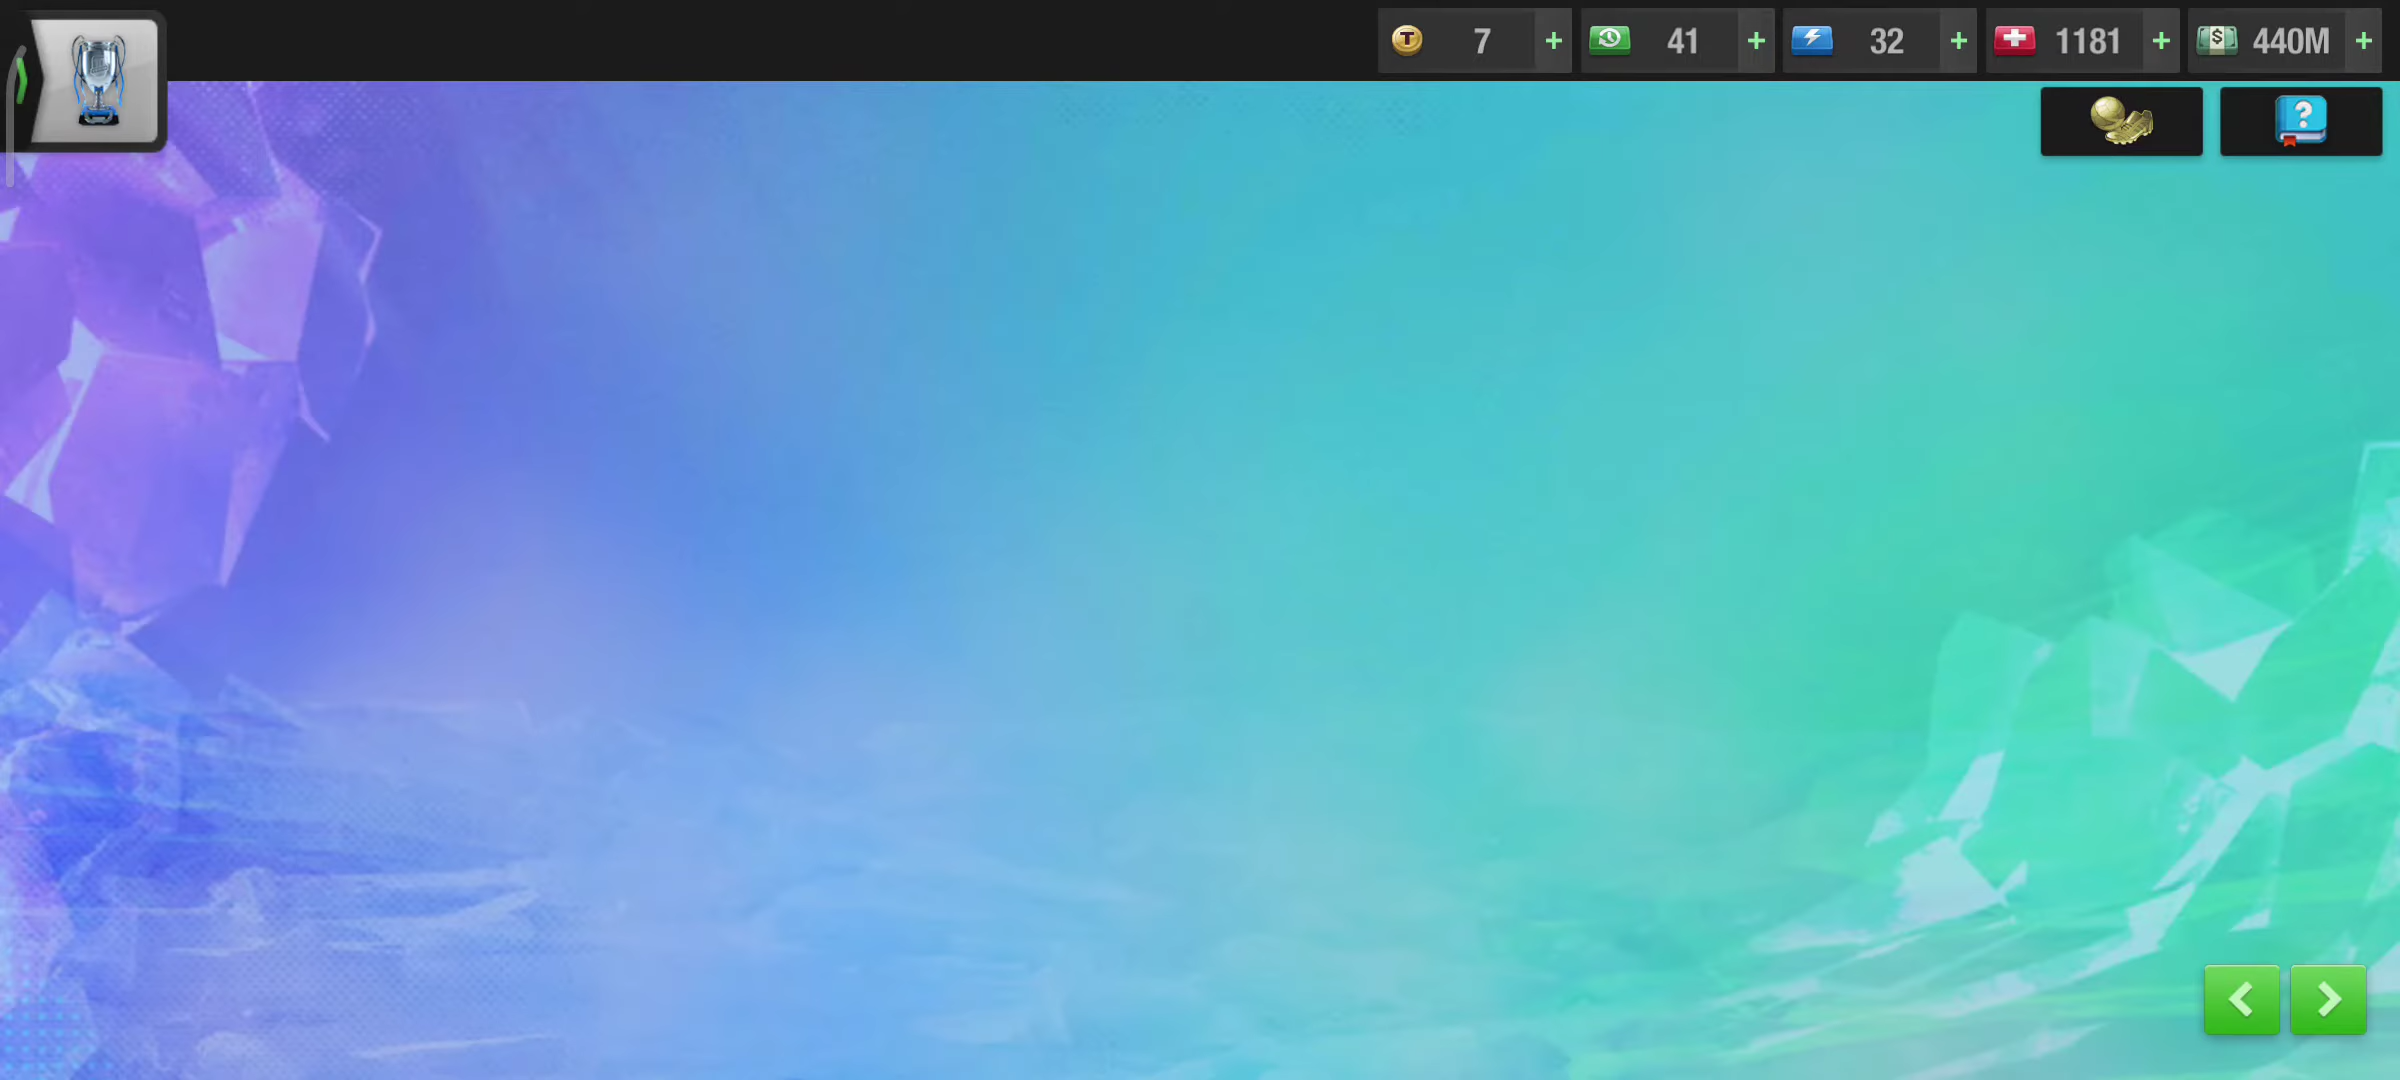 7 + 41 + 32 + 1181 + 440M +